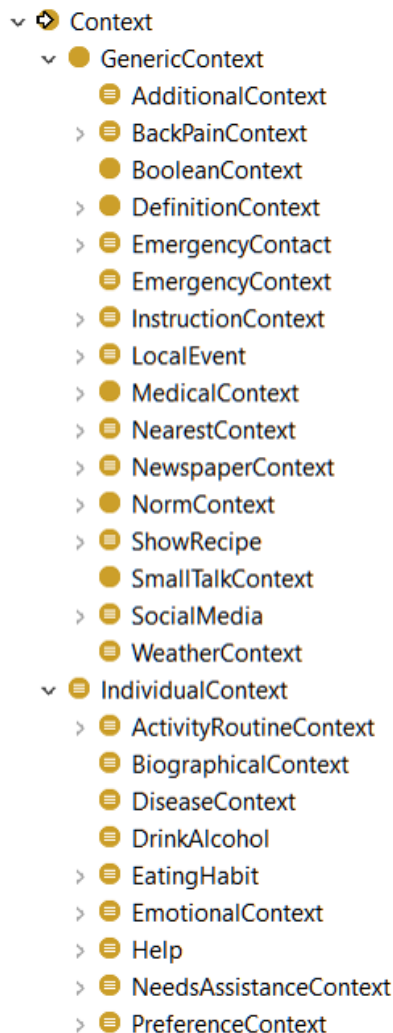 Context
GenericContext
AdditionalContext
BackPainContext
BooleanContext
DefinitionContext
EmergencyContact
EmergencyContext
InstructionContext
LocalEvent
MedicalContext
NearestContext
NewspaperContext
NormContext
ShowRecipe
SmallTalkContext
SocialMedia
WeatherContext
IndividualContext
ActivityRoutineContext
BiographicalContext
DiseaseContext
DrinkAlcohol
EatingHabit
EmotionalContext
Help
NeedsAssistanceContext
PreferenceContext